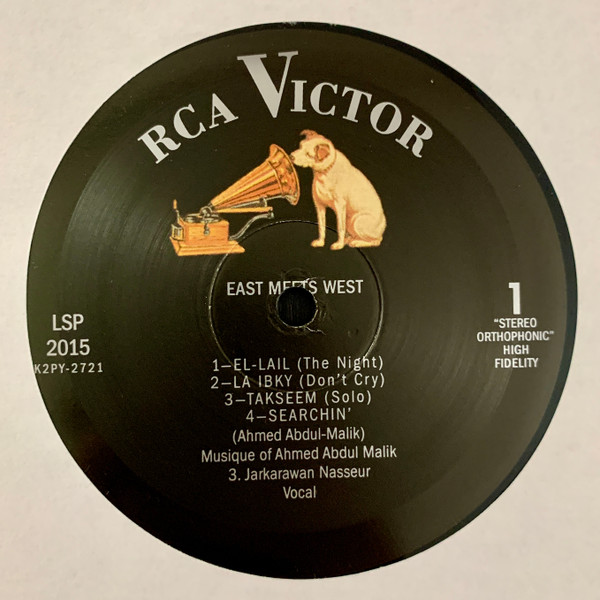 RCA VICTOR
EAST MEETS WEST
LSP
2015
K2PY-2721
1
"STEREO
ORTHOPHONIC"
HIGH
FIDELITY
1—EL-LAIL (The Night)
2—LA IBKY (Don't Cry)
3—TAKSEEM (Solo)
4—SEARCHIN'
(Ahmed Abdul-Malik)
Musique of Ahmed Abdul Malik
3. Jarkarawan Nasseur
Vocal